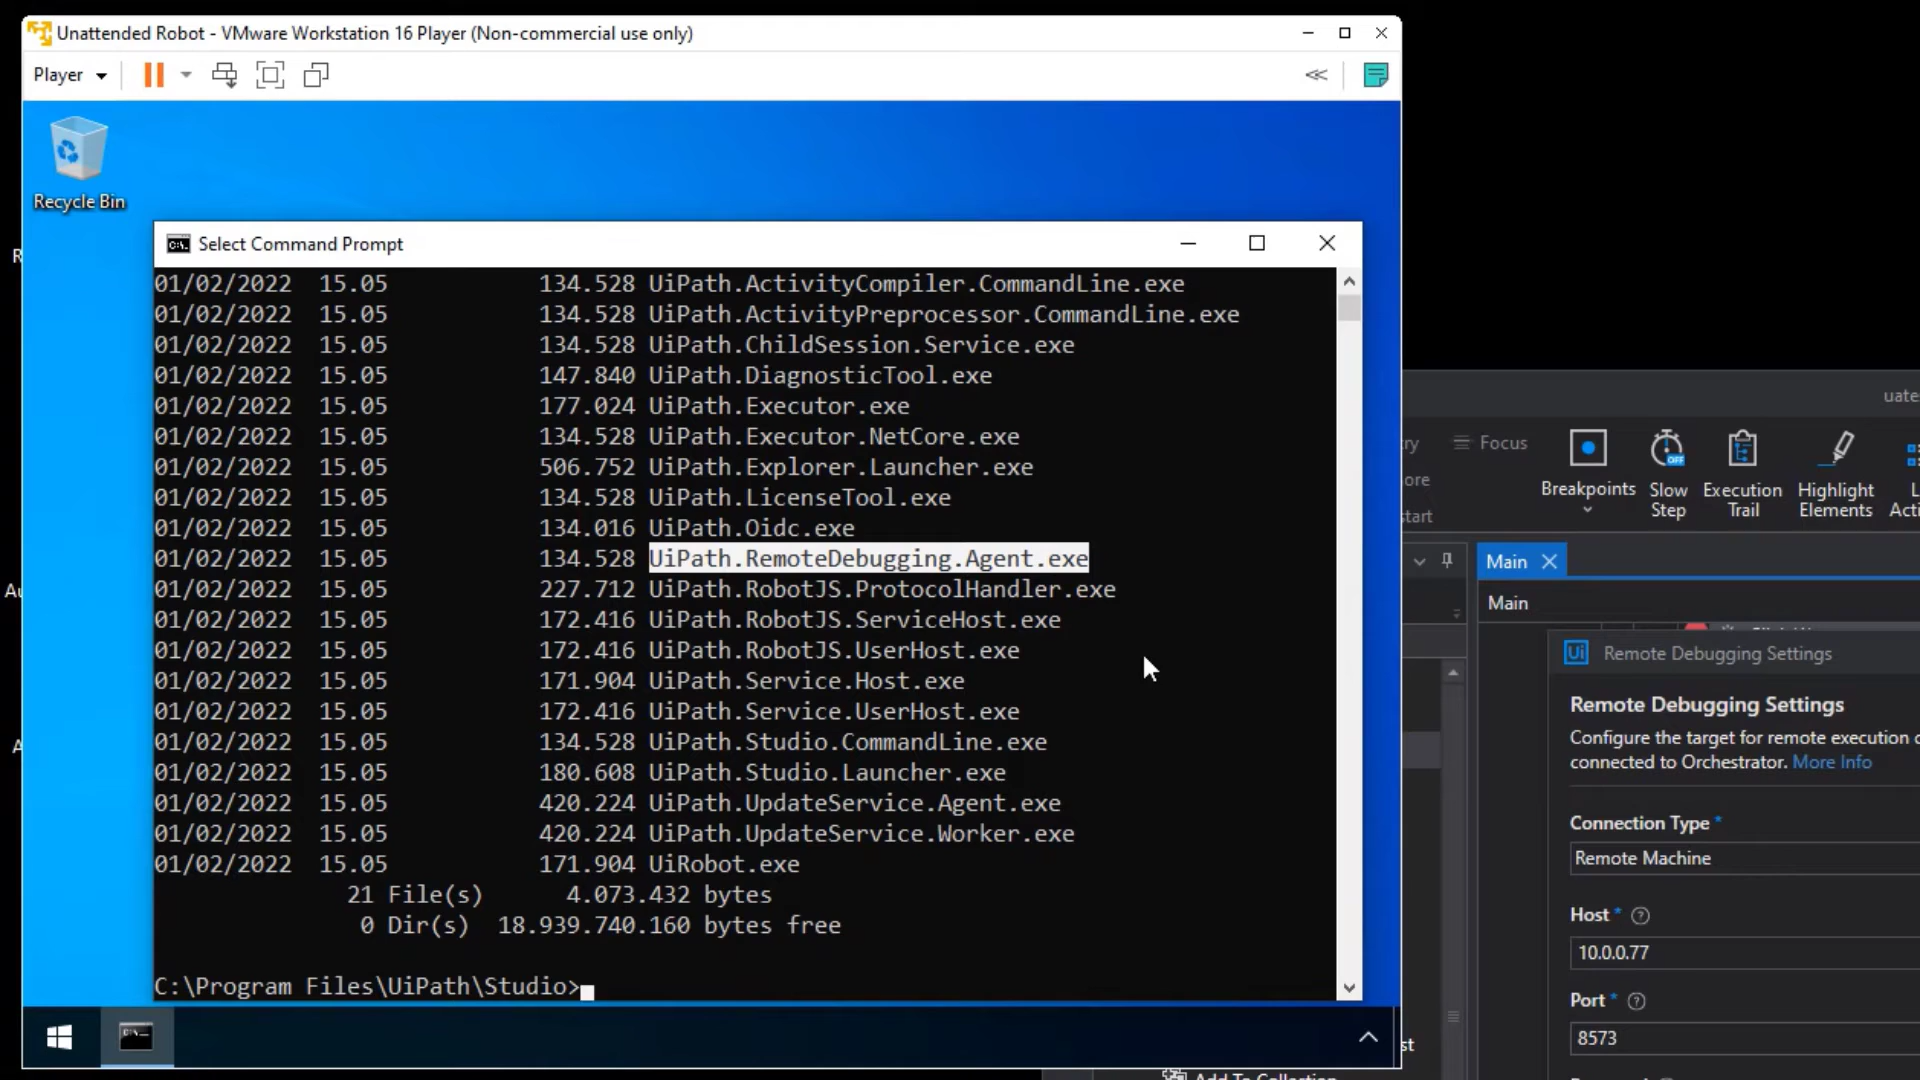 Unattended Robot - VMware Workstation 16 Player (Non-commercial use only)
Player
Recycle Bin
Select Command Prompt
01/02/2022 15.05 134.528 UiPath.ActivityCompiler.CommandLine.exe
01/02/2022 15.05 134.528 UiPath.ActivityPreprocessor.CommandLine.exe
01/02/2022 15.05 134.528 UiPath.ChildSession.Service.exe
01/02/2022 15.05 147.840 UiPath.DiagnosticTool.exe
01/02/2022 15.05 177.024 UiPath.Executor.exe
01/02/2022 15.05 134.528 UiPath.Executor.NetCore.exe
01/02/2022 15.05 506.752 UiPath.Explorer.Launcher.exe
01/02/2022 15.05 134.528 UiPath.LicenseTool.exe
01/02/2022 15.05 134.016 UiPath.Oidc.exe
01/02/2022 15.05 134.528 UiPath.RemoteDebugging.Agent.exe
01/02/2022 15.05 227.712 UiPath.RobotJS.ProtocolHandler.exe
01/02/2022 15.05 172.416 UiPath.RobotJS.ServiceHost.exe
01/02/2022 15.05 172.416 UiPath.RobotJS.UserHost.exe
01/02/2022 15.05 171.904 UiPath.Service.Host.exe
01/02/2022 15.05 172.416 UiPath.Service.UserHost.exe
01/02/2022 15.05 134.528 UiPath.Studio.CommandLine.exe
01/02/2022 15.05 180.608 UiPath.Studio.Launcher.exe
01/02/2022 15.05 420.224 UiPath.UpdateService.Agent.exe
01/02/2022 15.05 420.224 UiPath.UpdateService.Worker.exe
01/02/2022 15.05 171.904 UiRobot.exe
21 File(s) 4.073.432 bytes
0 Dir(s) 18.939.740.160 bytes free
C:\Program Files\UiPath\Studio>
Focus
Breakpoints
Slow Step
Execution Trail
Highlight Elements
Main
Main
Ui Remote Debugging Settings
Remote Debugging Settings
Configure the target for remote execution
connected to Orchestrator. More Info
Connection Type *
Remote Machine
Host *
10.0.0.77
Port *
8573